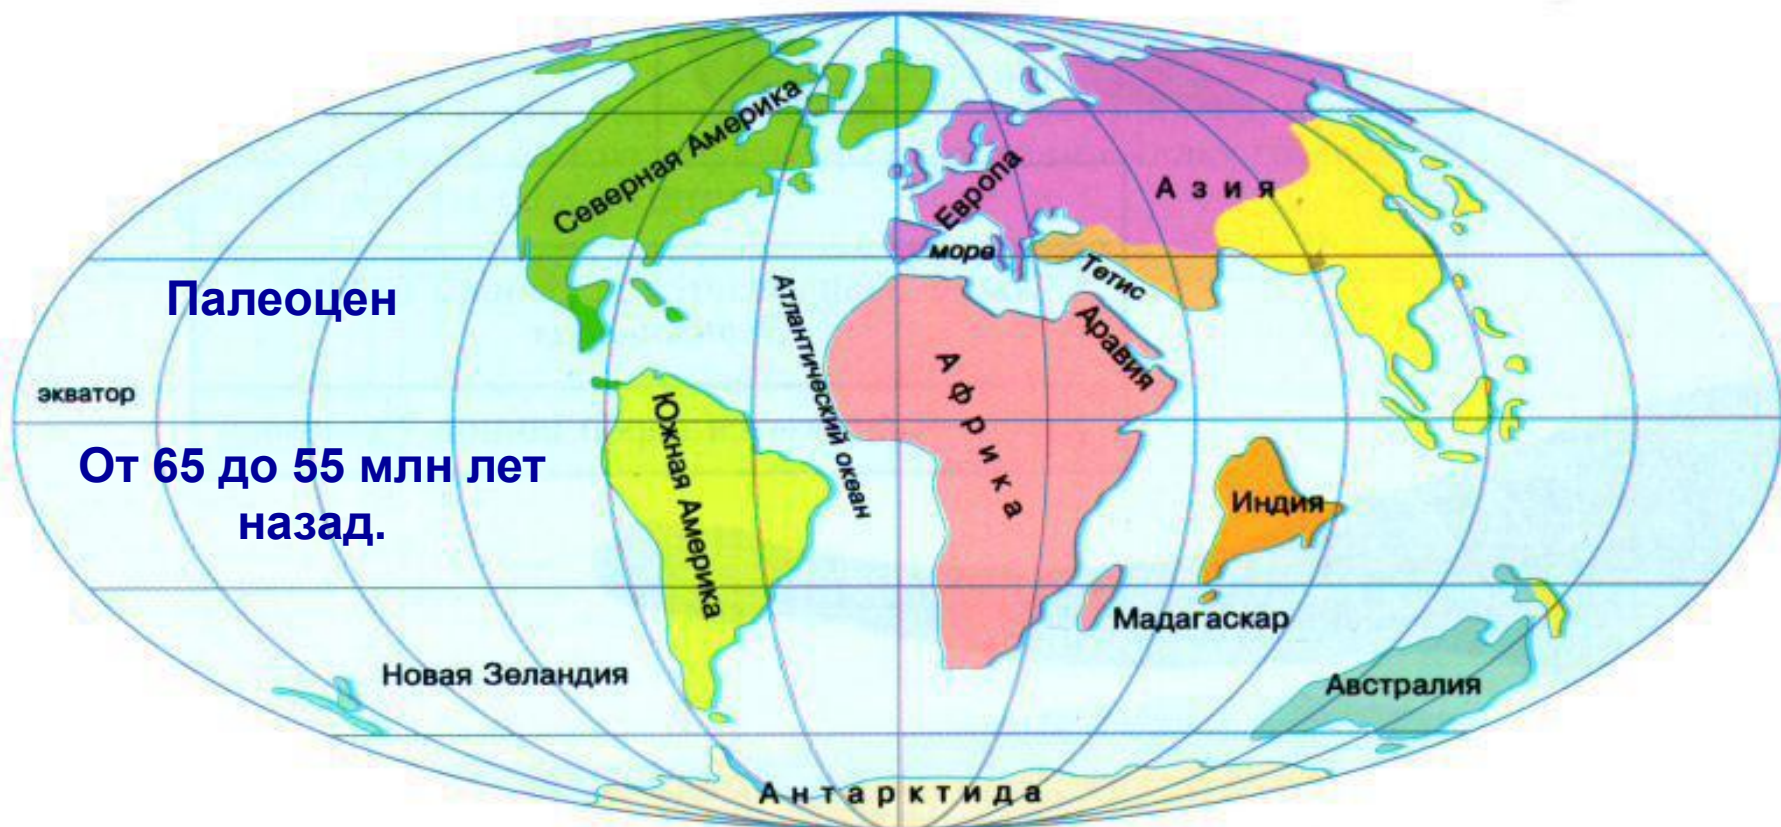 Северная Америка
Европа
Азия
море
Тетис
Палеоцен
Атлантический океан
Аравия
Африка
экватор
Южная Америка
От 65 до 55 млн лет
назад.
Индия
Мадагаскар
Новая Зеландия
Австралия
Антарктида